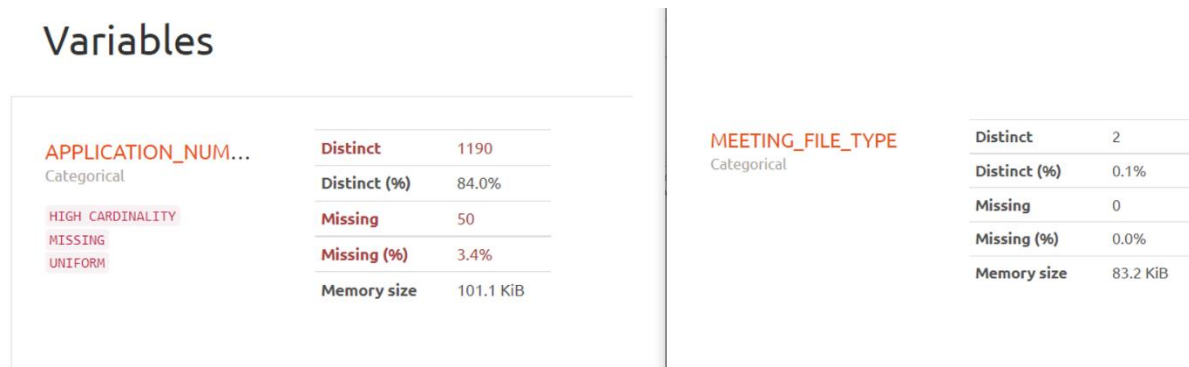 Variables
APPLICATION_NUM...
Categorical
HIGH CARDINALITY
MISSING
UNIFORM
Distinct 1190
Distinct (%) 84.0%
Missing 50
Missing (%) 3.4%
Memory size 101.1 KiB
MEETING_FILE_TYPE
Categorical
Distinct 2
Distinct (%) 0.1%
Missing 0
Missing (%) 0.0%
Memory size 83.2 KiB